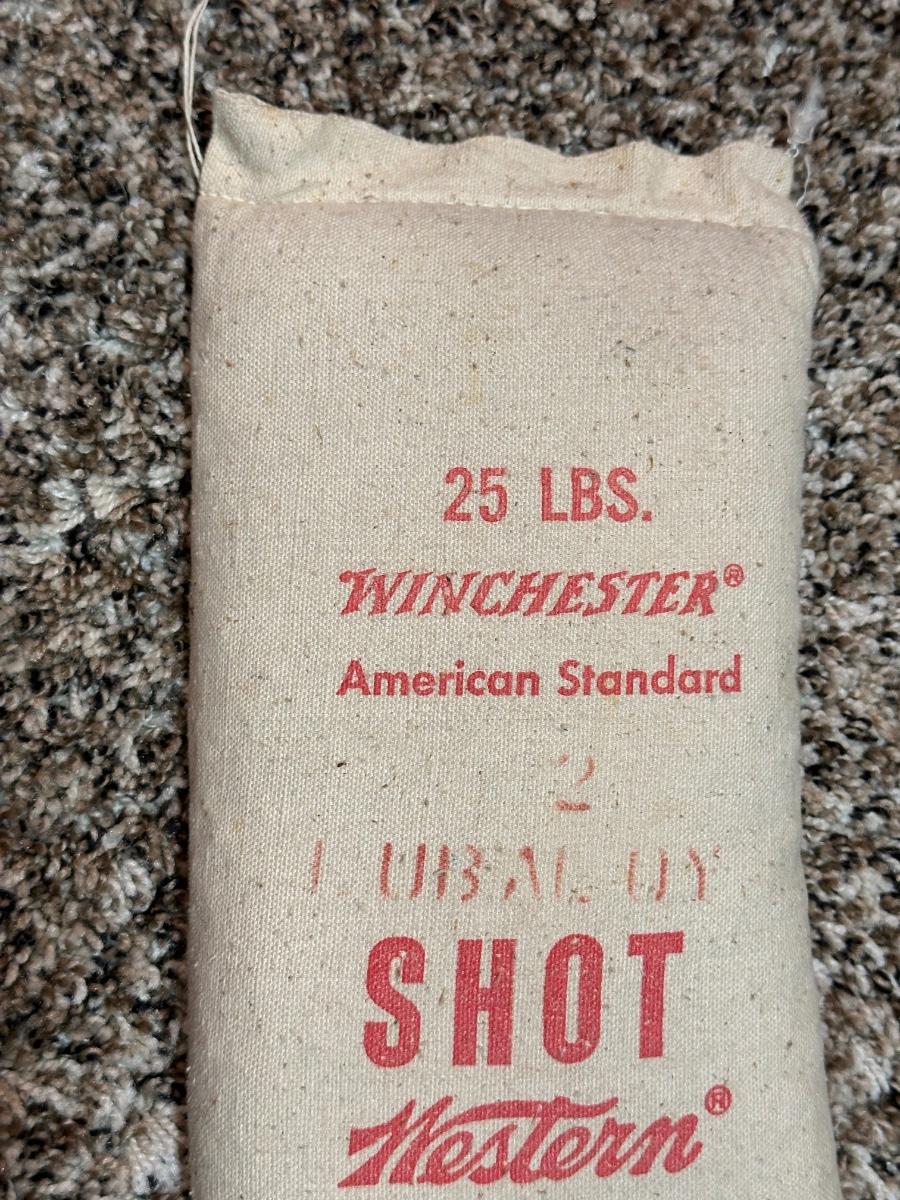 25 LBS.
WINCHESTER®
American Standard
2
LUBALOY
SHOT
Western®